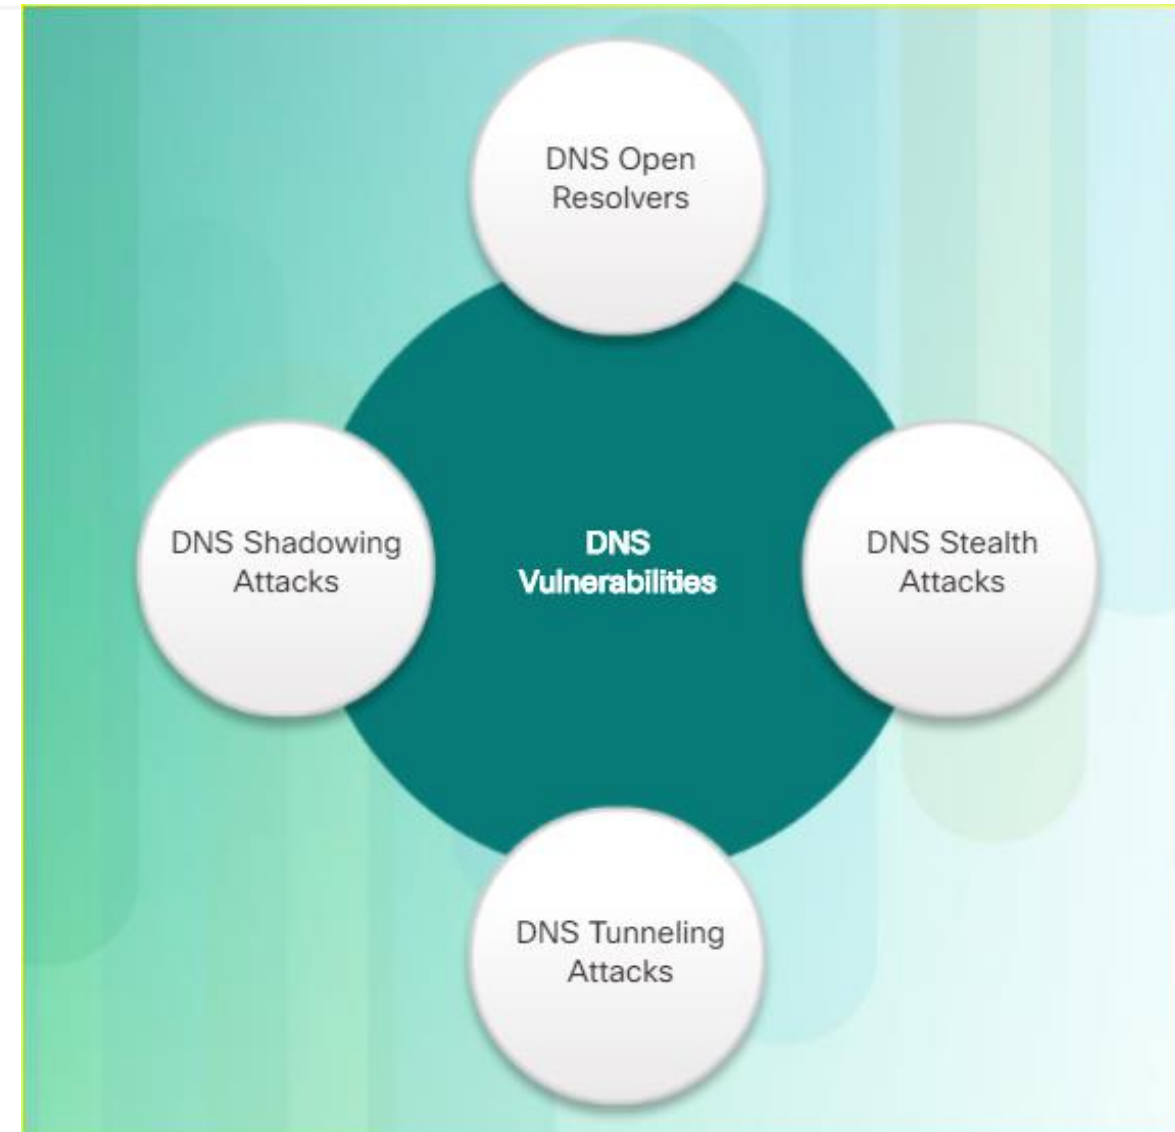 DNS Open
Resolvers
DNS Shadowing
Attacks
DNS
Vulnerabilities
DNS Stealth
Attacks
DNS Tunneling
Attacks